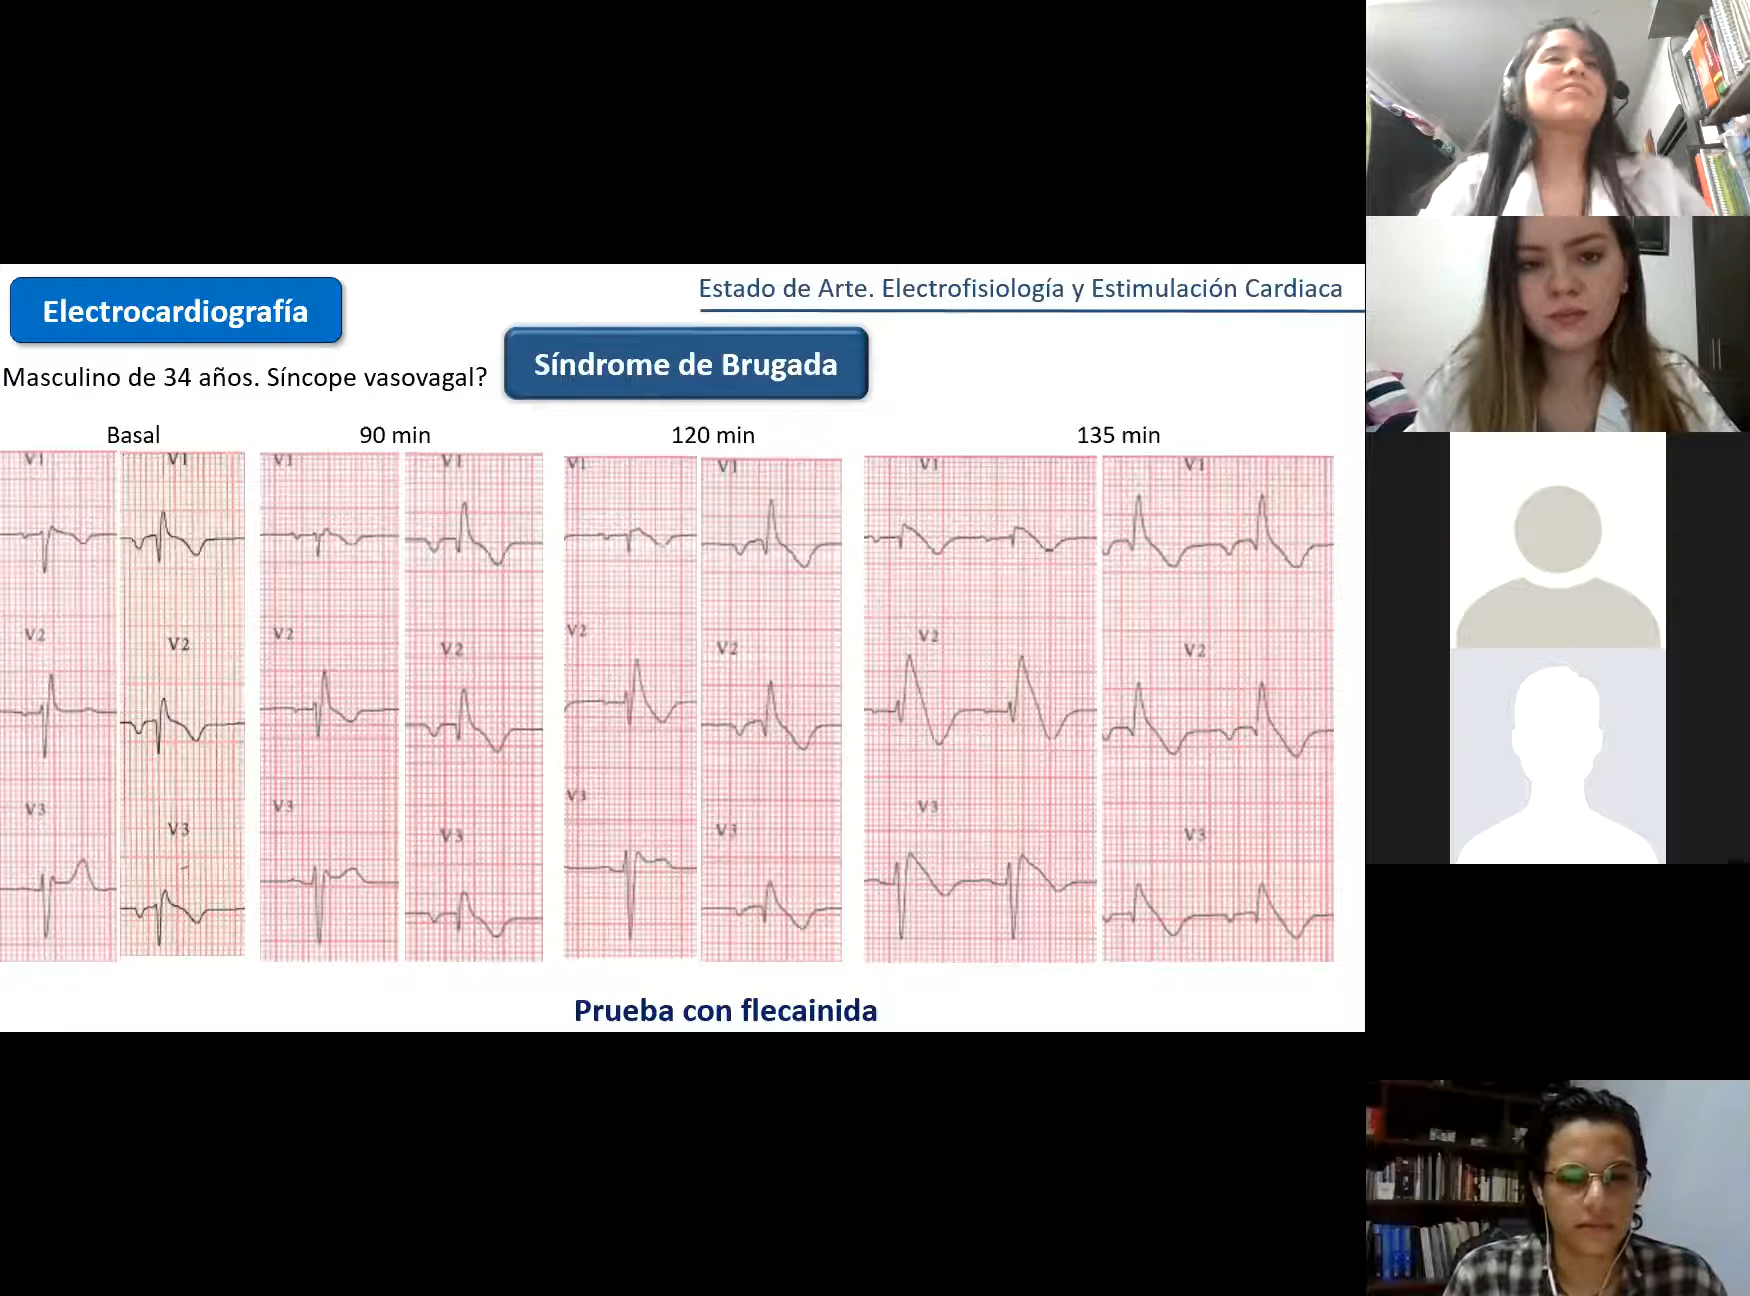 Electrocardiografía
Estado de Arte. Electrofisiología y Estimulación Cardiaca
Síndrome de Brugada
Masculino de 34 años. Síncope vasovagal?
Basal 90 min 120 min 135 min
V1 V1 V1 V1 V1 V1 V1 V1
V2 V2 V2 V2 V2 V2 V2 V2
V3 V3 V3 V3 V3 V3 V3 V3
Prueba con flecainida